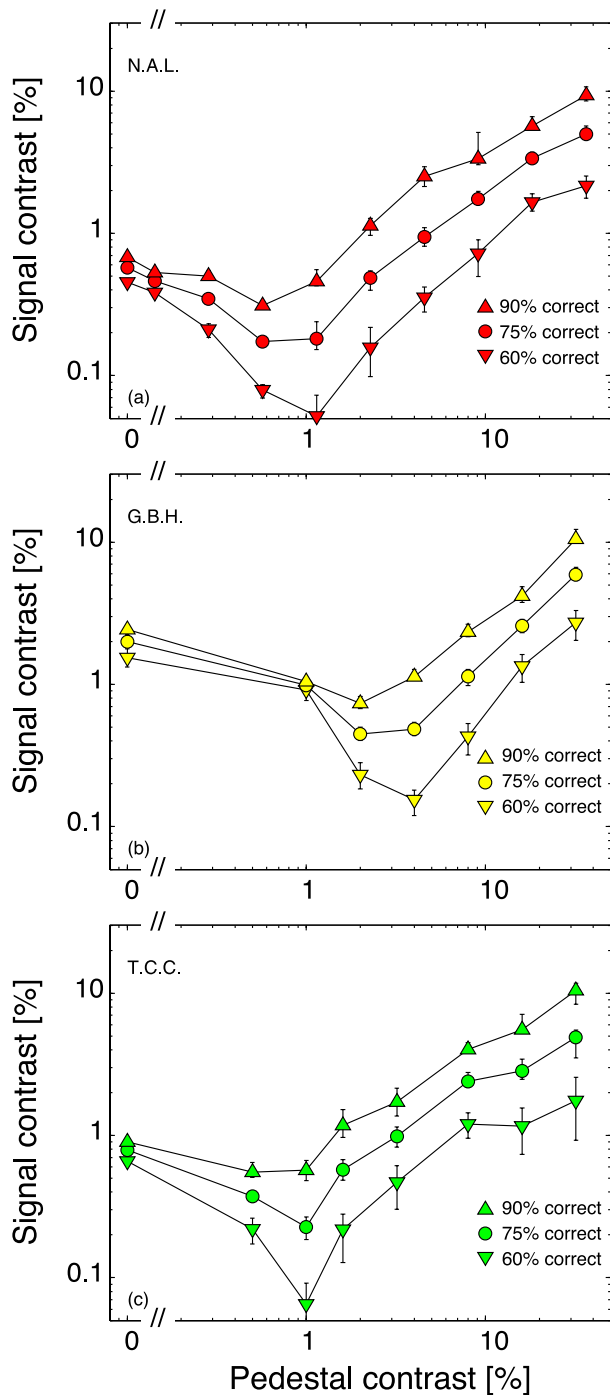 //
N.A.L.
10
1
0.1
Signal contrast [%]
90% correct
75% correct
60% correct
(a)
//
0 1 10
//
G.B.H.
10
1
0.1
Signal contrast [%]
90% correct
75% correct
60% correct
(b)
//
0 1 10
//
T.C.C.
10
1
0.1
Signal contrast [%]
90% correct
75% correct
60% correct
(c)
//
0 1 10
Pedestal contrast [%]